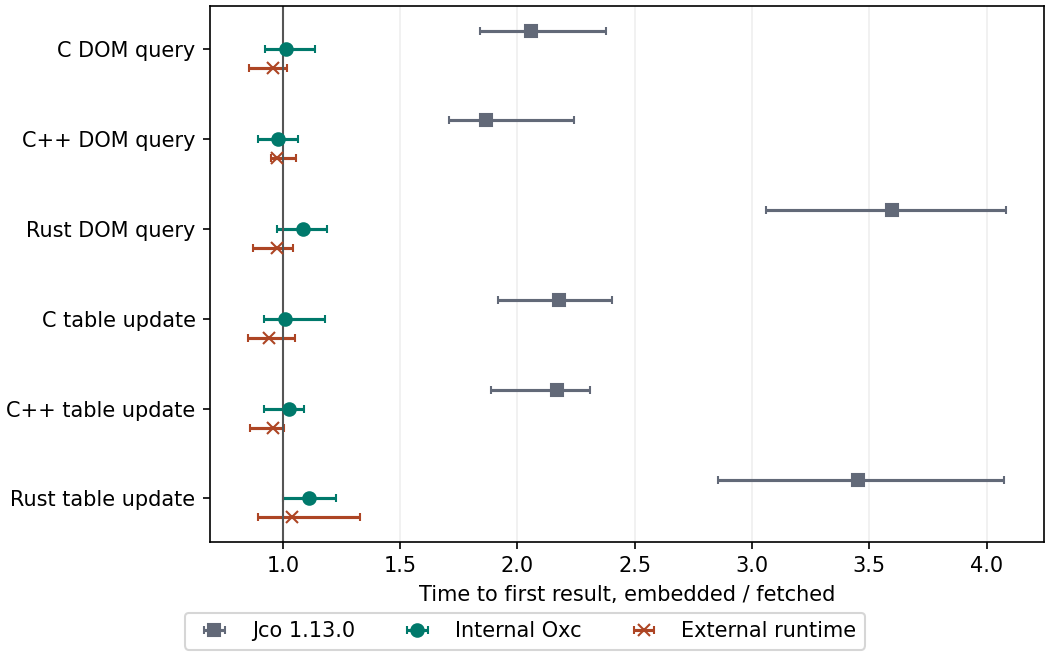 C DOM query
C++ DOM query
Rust DOM query
C table update
C++ table update
Rust table update
1.0 1.5 2.0 2.5 3.0 3.5 4.0
Time to first result, embedded / fetched
Jco 1.13.0 Internal Oxc External runtime